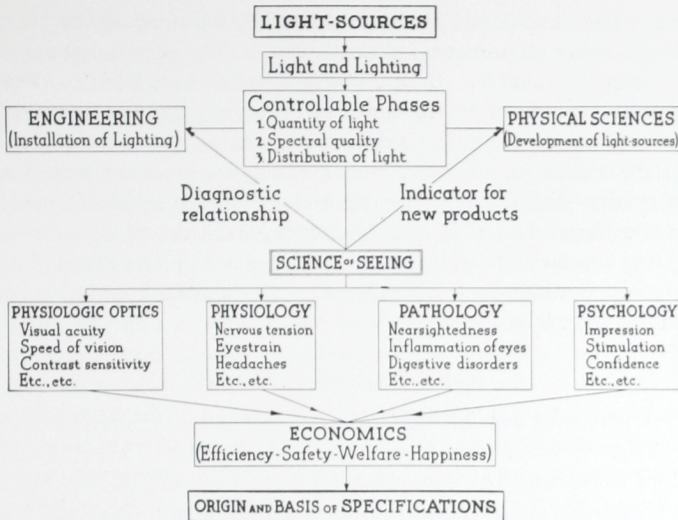 LIGHT-SOURCES
Light and Lighting
Controllable Phases
1. Quantity of light
2. Spectral quality
3. Distribution of light
ENGINEERING
(Installation of Lighting)
PHYSICAL SCIENCES
(Development of light-sources)
Diagnostic
relationship
Indicator for
new products
SCIENCE OF SEEING
PHYSIOLOGIC OPTICS
Visual acuity
Speed of vision
Contrast sensitivity
Etc., etc.
PHYSIOLOGY
Nervous tension
Eyestrain
Headaches
Etc., etc.
PATHOLOGY
Nearsightedness
Inflammation of eyes
Digestive disorders
Etc., etc.
PSYCHOLOGY
Impression
Stimulation
Confidence
Etc., etc.
ECONOMICS
(Efficiency-Safety-Welfare-Happiness)
ORIGIN AND BASIS OF SPECIFICATIONS